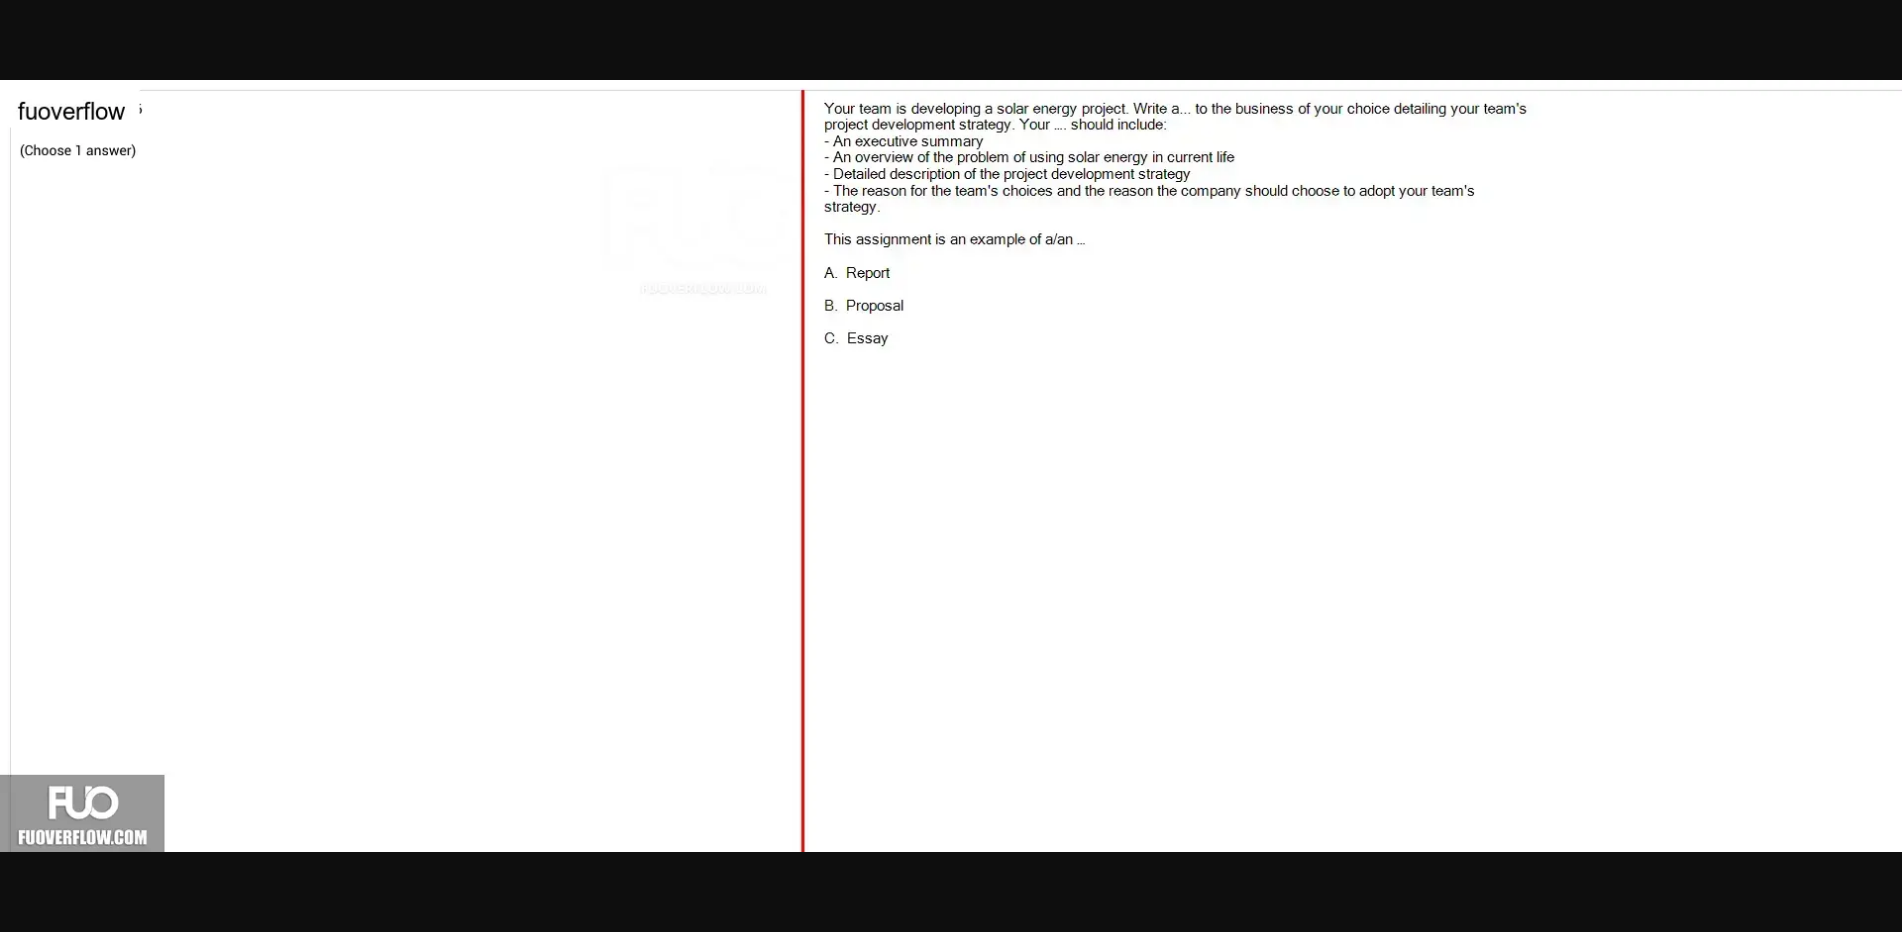 fuoverflow
(Choose 1 answer)
Your team is developing a solar energy project. Write a... to the business of your choice detailing your team's
project development strategy. Your .... should include:
- An executive summary
- An overview of the problem of using solar energy in current life
- Detailed description of the project development strategy
- The reason for the team's choices and the reason the company should choose to adopt your team's
strategy.
This assignment is an example of a/an ...
A. Report
B. Proposal
C. Essay
FUO
FUOVERFLOW.COM
FUO
FUOVERFLOW.COM